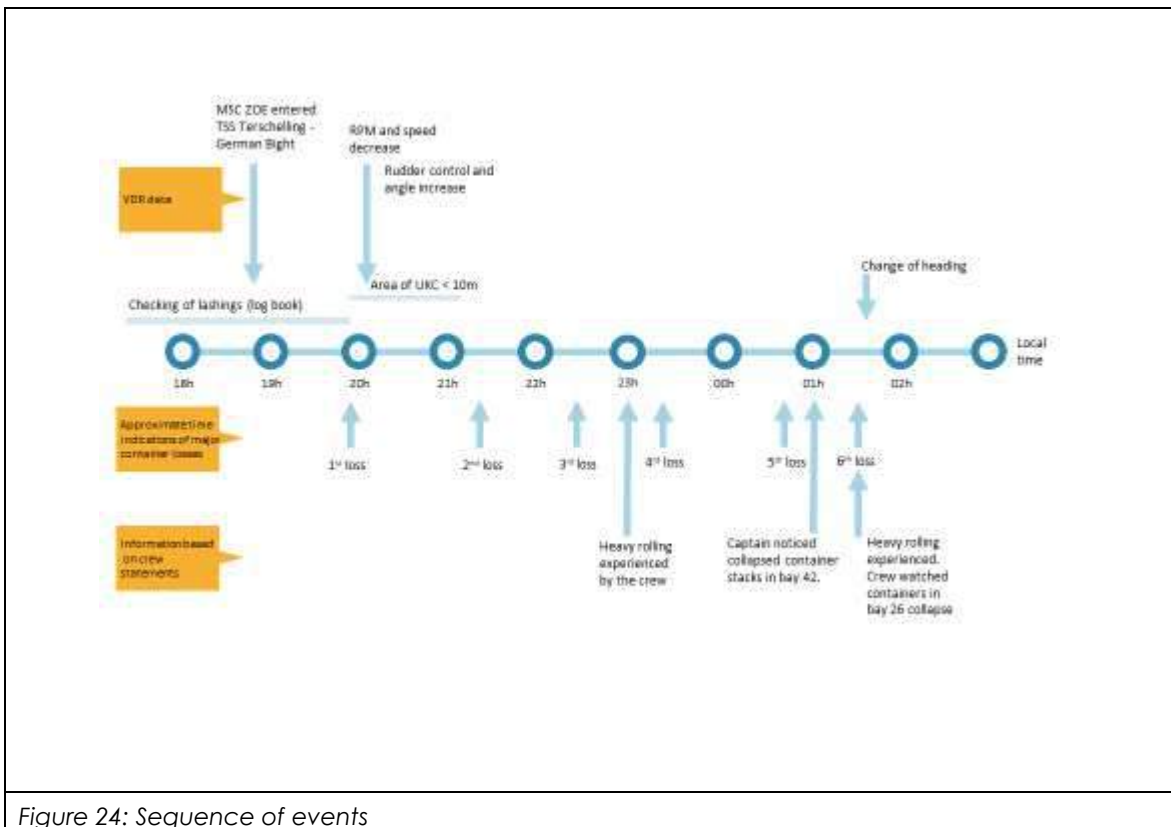 MSC ZOE entered
TSS Terschelling -
German Bight
RPM and speed
decrease
Rudder control and
angle increase
VDR data
Change of heading
Area of UKC < 10m
Checking of lashings (log book)
Local
time
18h
19h
20h
21h
22h
23h
00h
01h
02h
Approximate time
indications of major
container losses
1st loss
2nd loss
3rd loss
4th loss
5th loss
6th loss
Information based
on crew
statements
Heavy rolling
experienced
by the crew
Captain noticed
collapsed container
stacks in bay 42.
Heavy rolling
experienced.
Crew watched
containers in
bay 26 collapse
Figure 24: Sequence of events